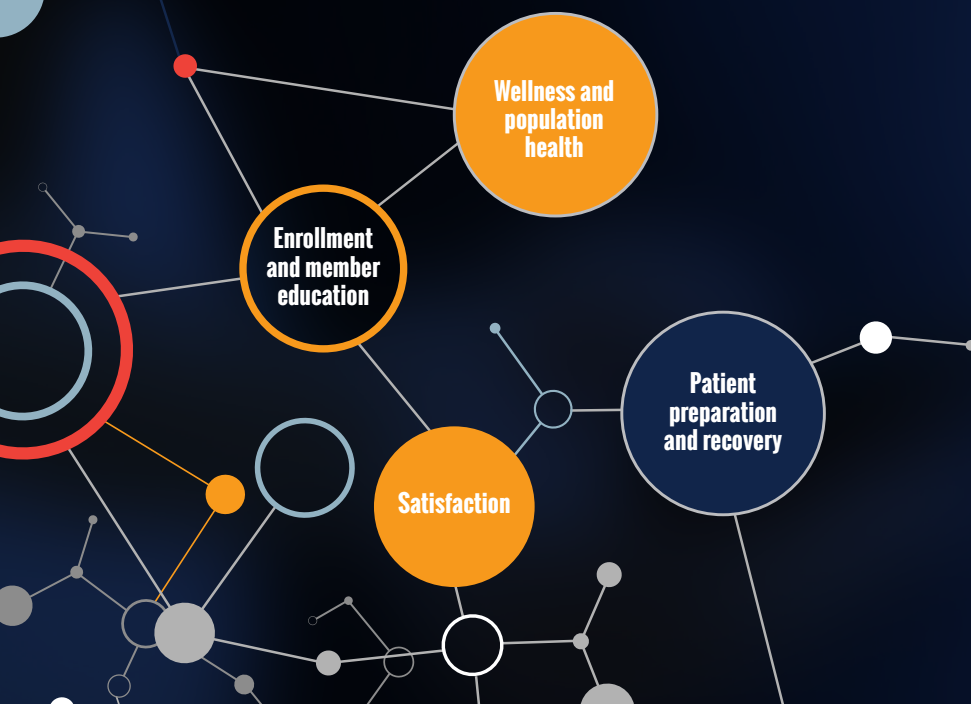 Wellness and
population
health
Enrollment
and member
education
Patient
preparation
and recovery
Satisfaction